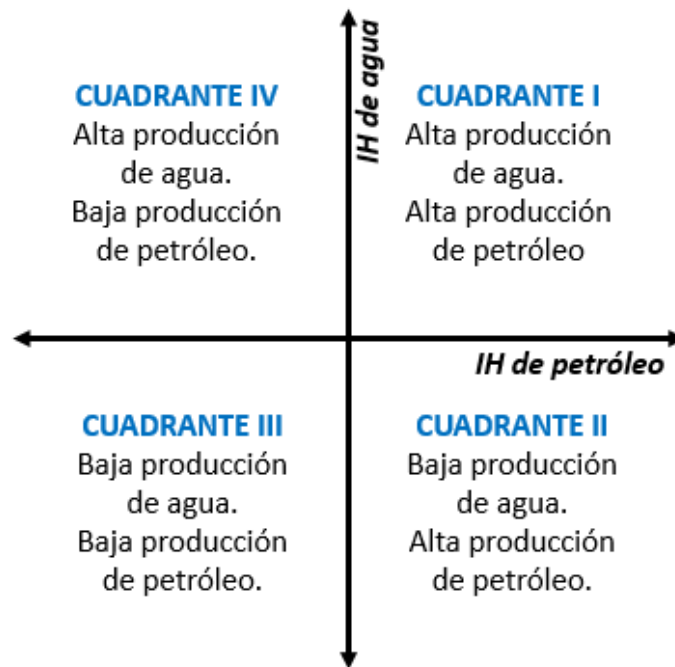 IH de agua
CUADRANTE IV
Alta producción
de agua.
Baja producción
de petróleo.
CUADRANTE I
Alta producción
de agua.
Alta producción
de petróleo
IH de petróleo
CUADRANTE III
Baja producción
de agua.
Baja producción
de petróleo.
CUADRANTE II
Baja producción
de agua.
Alta producción
de petróleo.